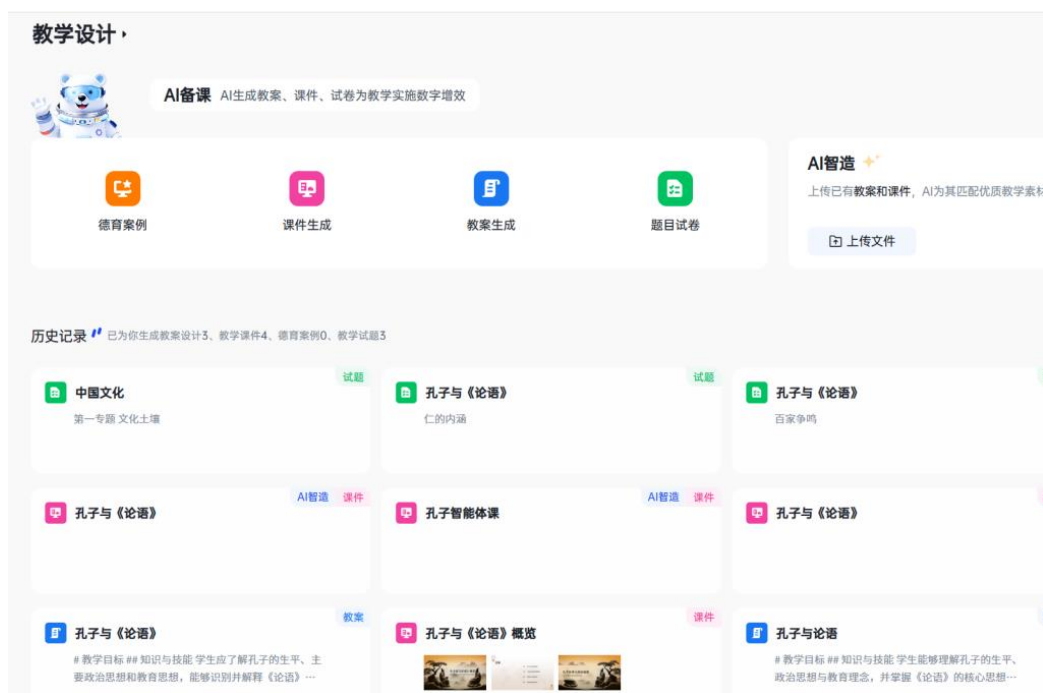 教学设计
AI备课 AI生成教案、课件、试卷为教学实施数字增效
德育案例
课件生成
教案生成
题目试卷
AI智造
上传已有教案和课件，AI为其匹配优质教学素材
上传文件
历史记录 已为你生成教案设计3、教学课件4、德育案例0、教学试题3
试题
中国文化
第一专题 文化土壤
试题
孔子与《论语》
仁的内涵
孔子与《论语》
百家争鸣
AI智造 课件
孔子与《论语》
AI智造 课件
孔子智能体课
孔子与《论语》
教案
孔子与《论语》
# 教学目标 ## 知识与技能 学生应了解孔子的生平、主
要政治思想和教育思想，能够识别并解释《论语》…
课件
孔子与《论语》概览
孔子与论语
# 教学目标 ## 知识与技能 学生能够理解孔子的生平、
政治思想与教育理念，并掌握《论语》的核心思想…